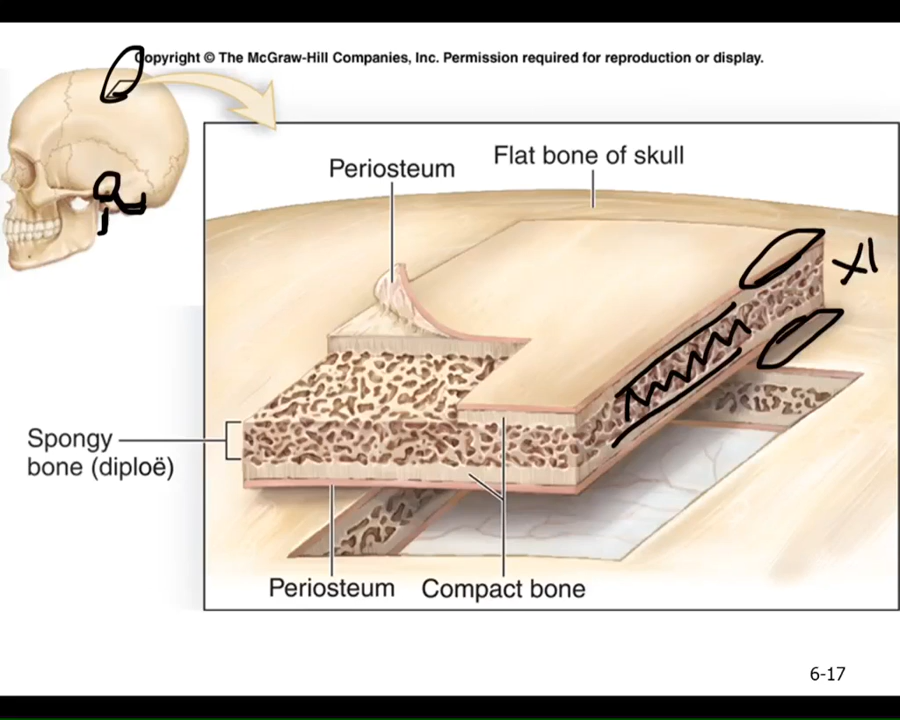 Copyright © The McGraw-Hill Companies, Inc. Permission required for reproduction or display.
Periosteum
Flat bone of skull
Spongy
bone (diploë)
Periosteum
Compact bone
6-17